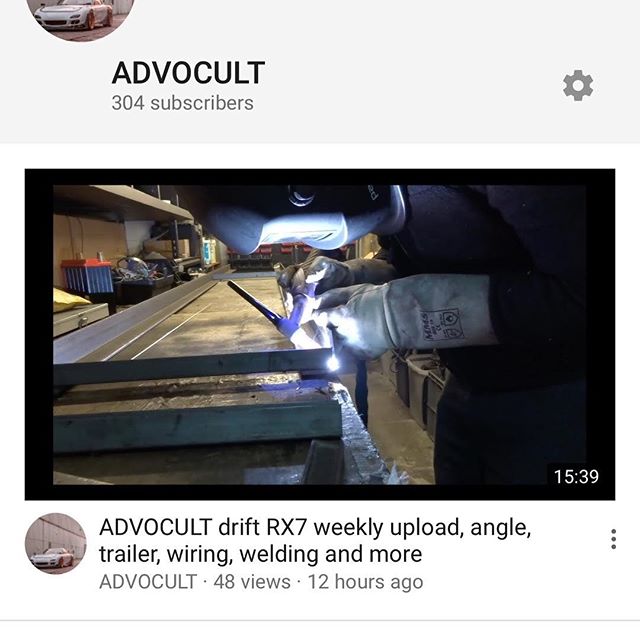 ADVOCULT
304 subscribers
15:39
ADVOCULT drift RX7 weekly upload, angle,
trailer, wiring, welding and more
ADVOCULT · 48 views · 12 hours ago